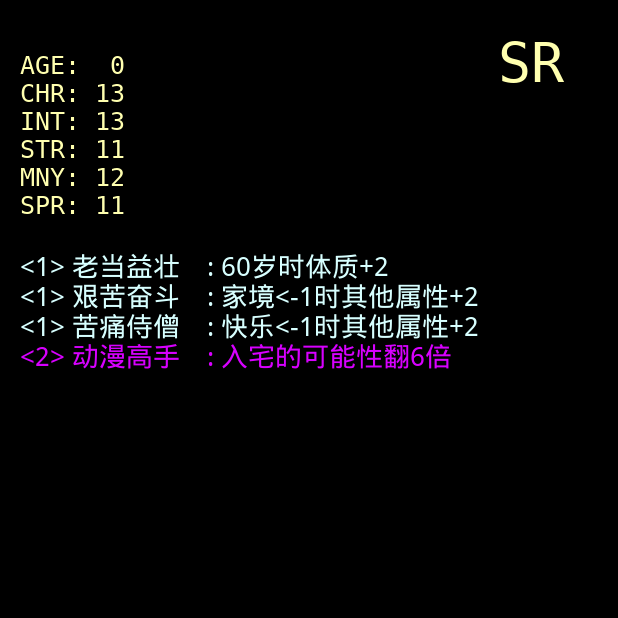 SR
AGE:  0
CHR: 13
INT: 13
STR: 11
MNY: 12
SPR: 11
<1> 老当益壮 : 60岁时体质+2
<1> 艰苦奋斗 : 家境<-1时其他属性+2
<1> 苦痛侍僧 : 快乐<-1时其他属性+2
<2> 动漫高手 : 入宅的可能性翻6倍